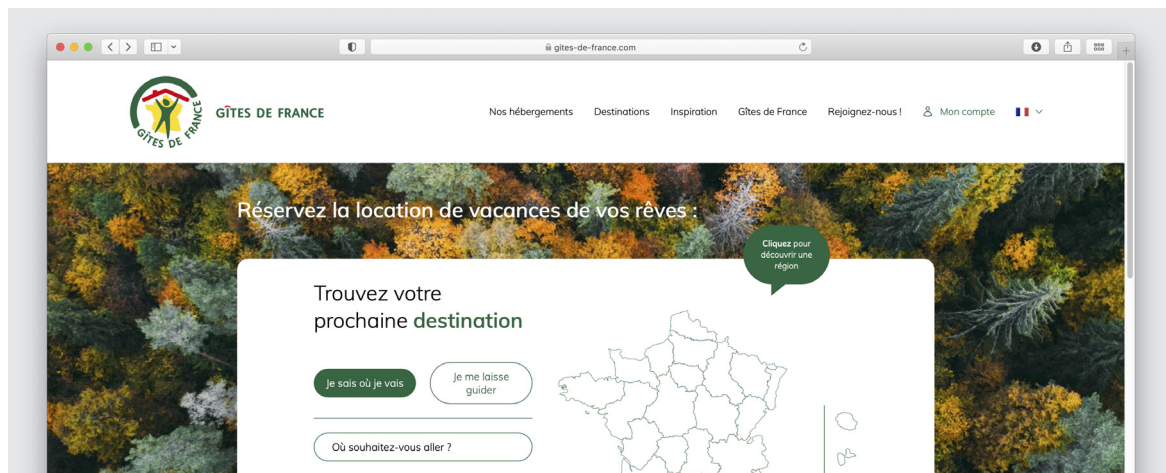 gites-de-france.com
GÎTES DE FRANCE
GÎTES DE FRANCE
Nos hébergements
Destinations
Inspiration
Gîtes de France
Rejoignez-nous !
Mon compte
Réservez la location de vacances de vos rêves :
Cliquez pour
découvrir une
région
Trouvez votre
prochaine destination
Je sais où je vais
Je me laisse
guider
Où souhaitez-vous aller ?